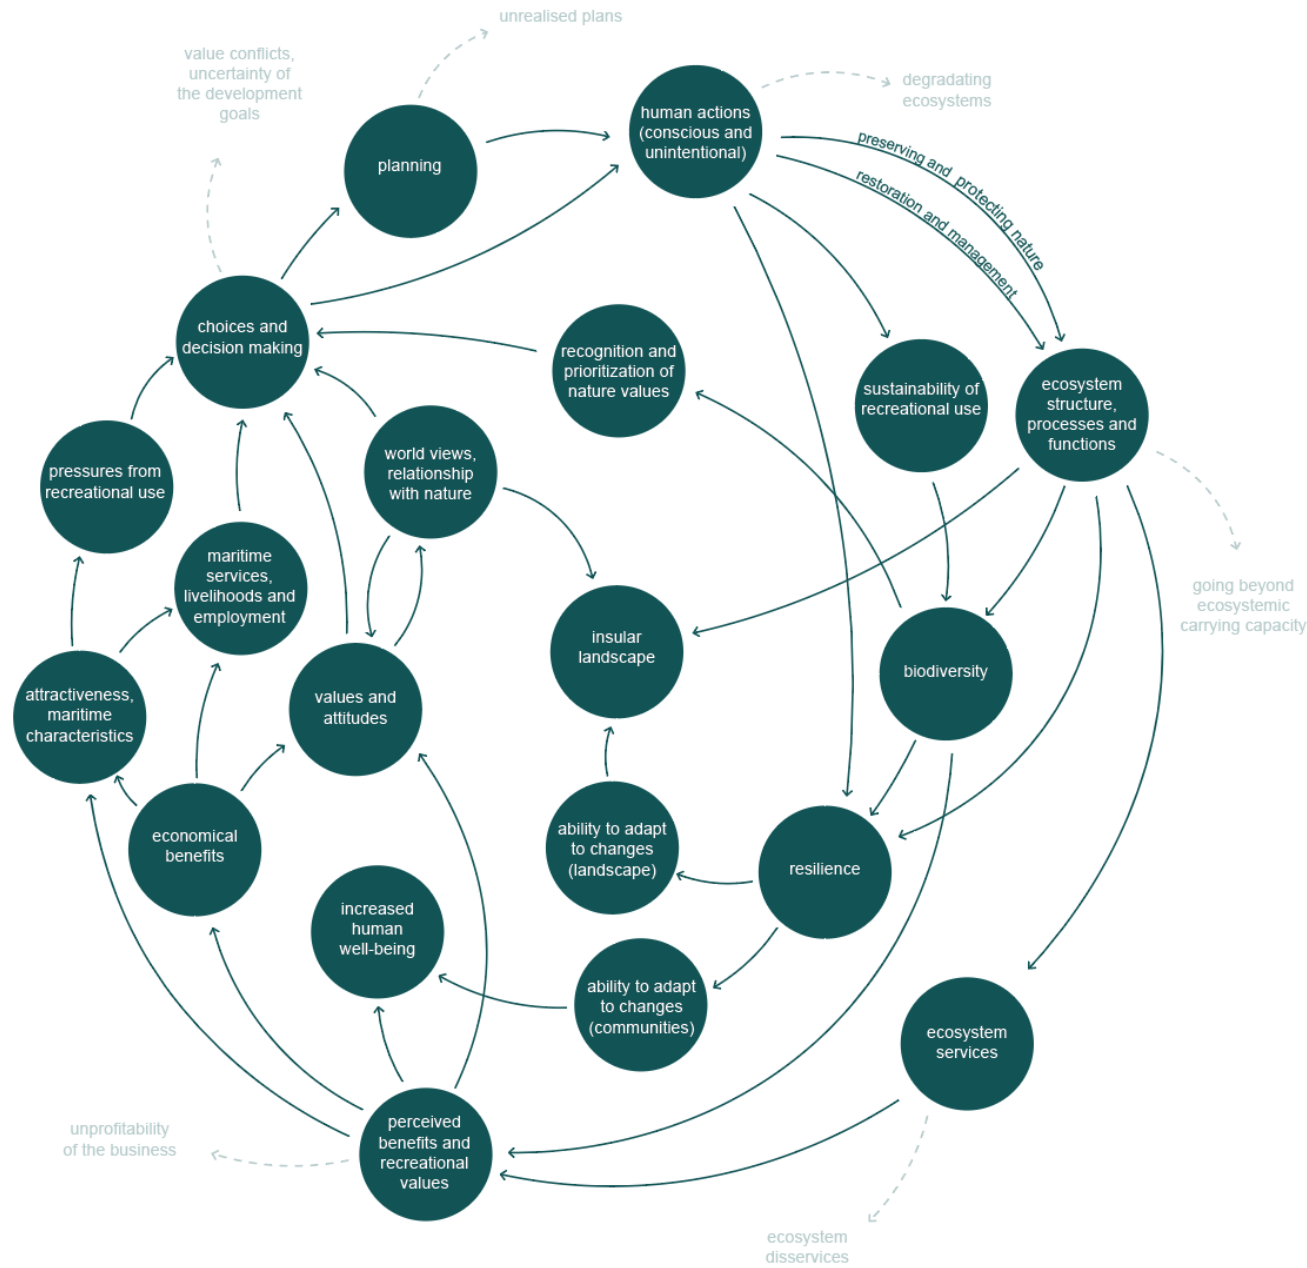 unrealised plans
value conflicts,
uncertainty of
the development
goals
degradating
ecosystems
human actions
(conscious and
unintentional)
planning
preserving and protecting nature
restoration and management
choices and
decision making
recognition and
prioritization of
nature values
sustainability of
recreational use
ecosystem
structure,
processes and
functions
world views,
relationship
with nature
pressures from
recreational use
maritime
services,
livelihoods and
employment
going beyond
ecosystemic
carrying capacity
insular
landscape
biodiversity
values and
attitudes
attractiveness,
maritime
characteristics
economical
benefits
ability to adapt
to changes
(landscape)
resilience
increased
human
well-being
ability to adapt
to changes
(communities)
ecosystem
services
perceived
benefits and
recreational
values
unprofitability
of the business
ecosystem
disservices